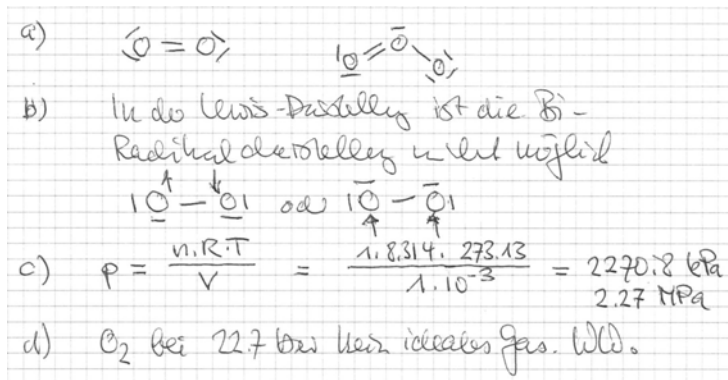 a) ⟨O = O⟩ |O = O – O|
b) In der Lewis-Darstellung ist die Bi-
Radikaldarstellung nicht möglich
|O – O| oder |O – O|
c) p = n.R.T / V = 1.8.314. 273.13 / 1.10⁻³ = 2270.8 kPa
2.27 MPa
d) O₂ bei 22.7 bar kein ideales Gas. WW.